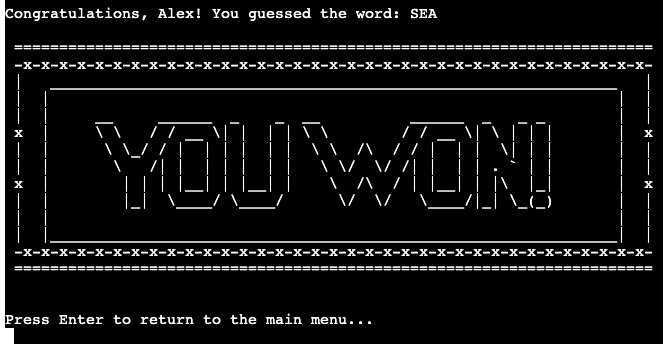 Congratulations, Alex! You guessed the word: SEA
YOU WON!
Press Enter to return to the main menu...